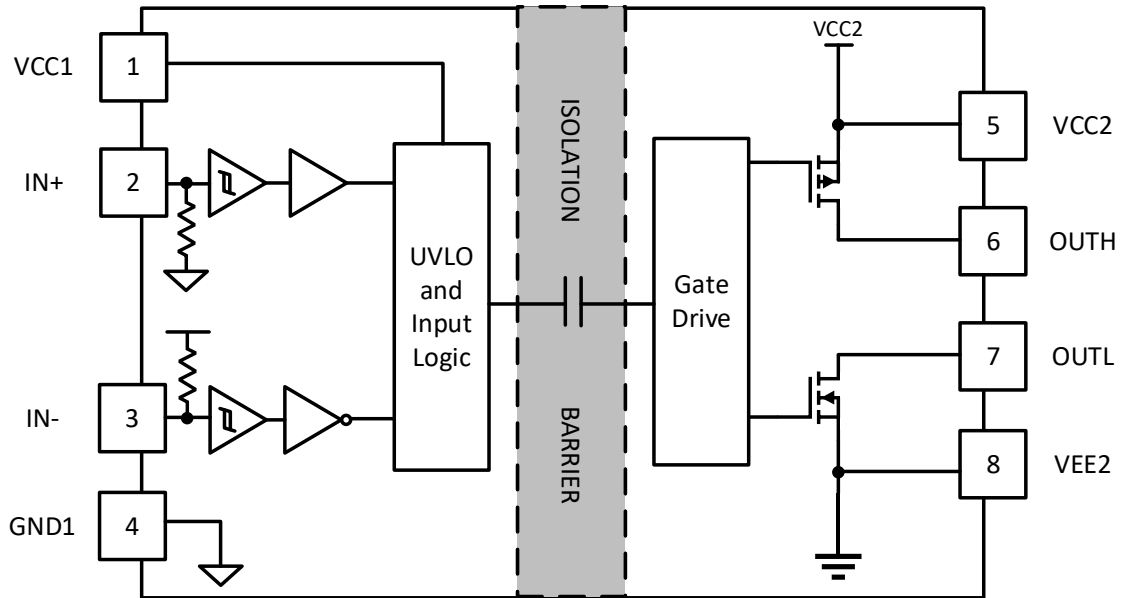 VCC1
1
IN+
2
IN-
3
GND1
4
UVLO
and
Input
Logic
ISOLATION
BARRIER
Gate
Drive
VCC2
5
VCC2
6
OUTH
7
OUTL
8
VEE2